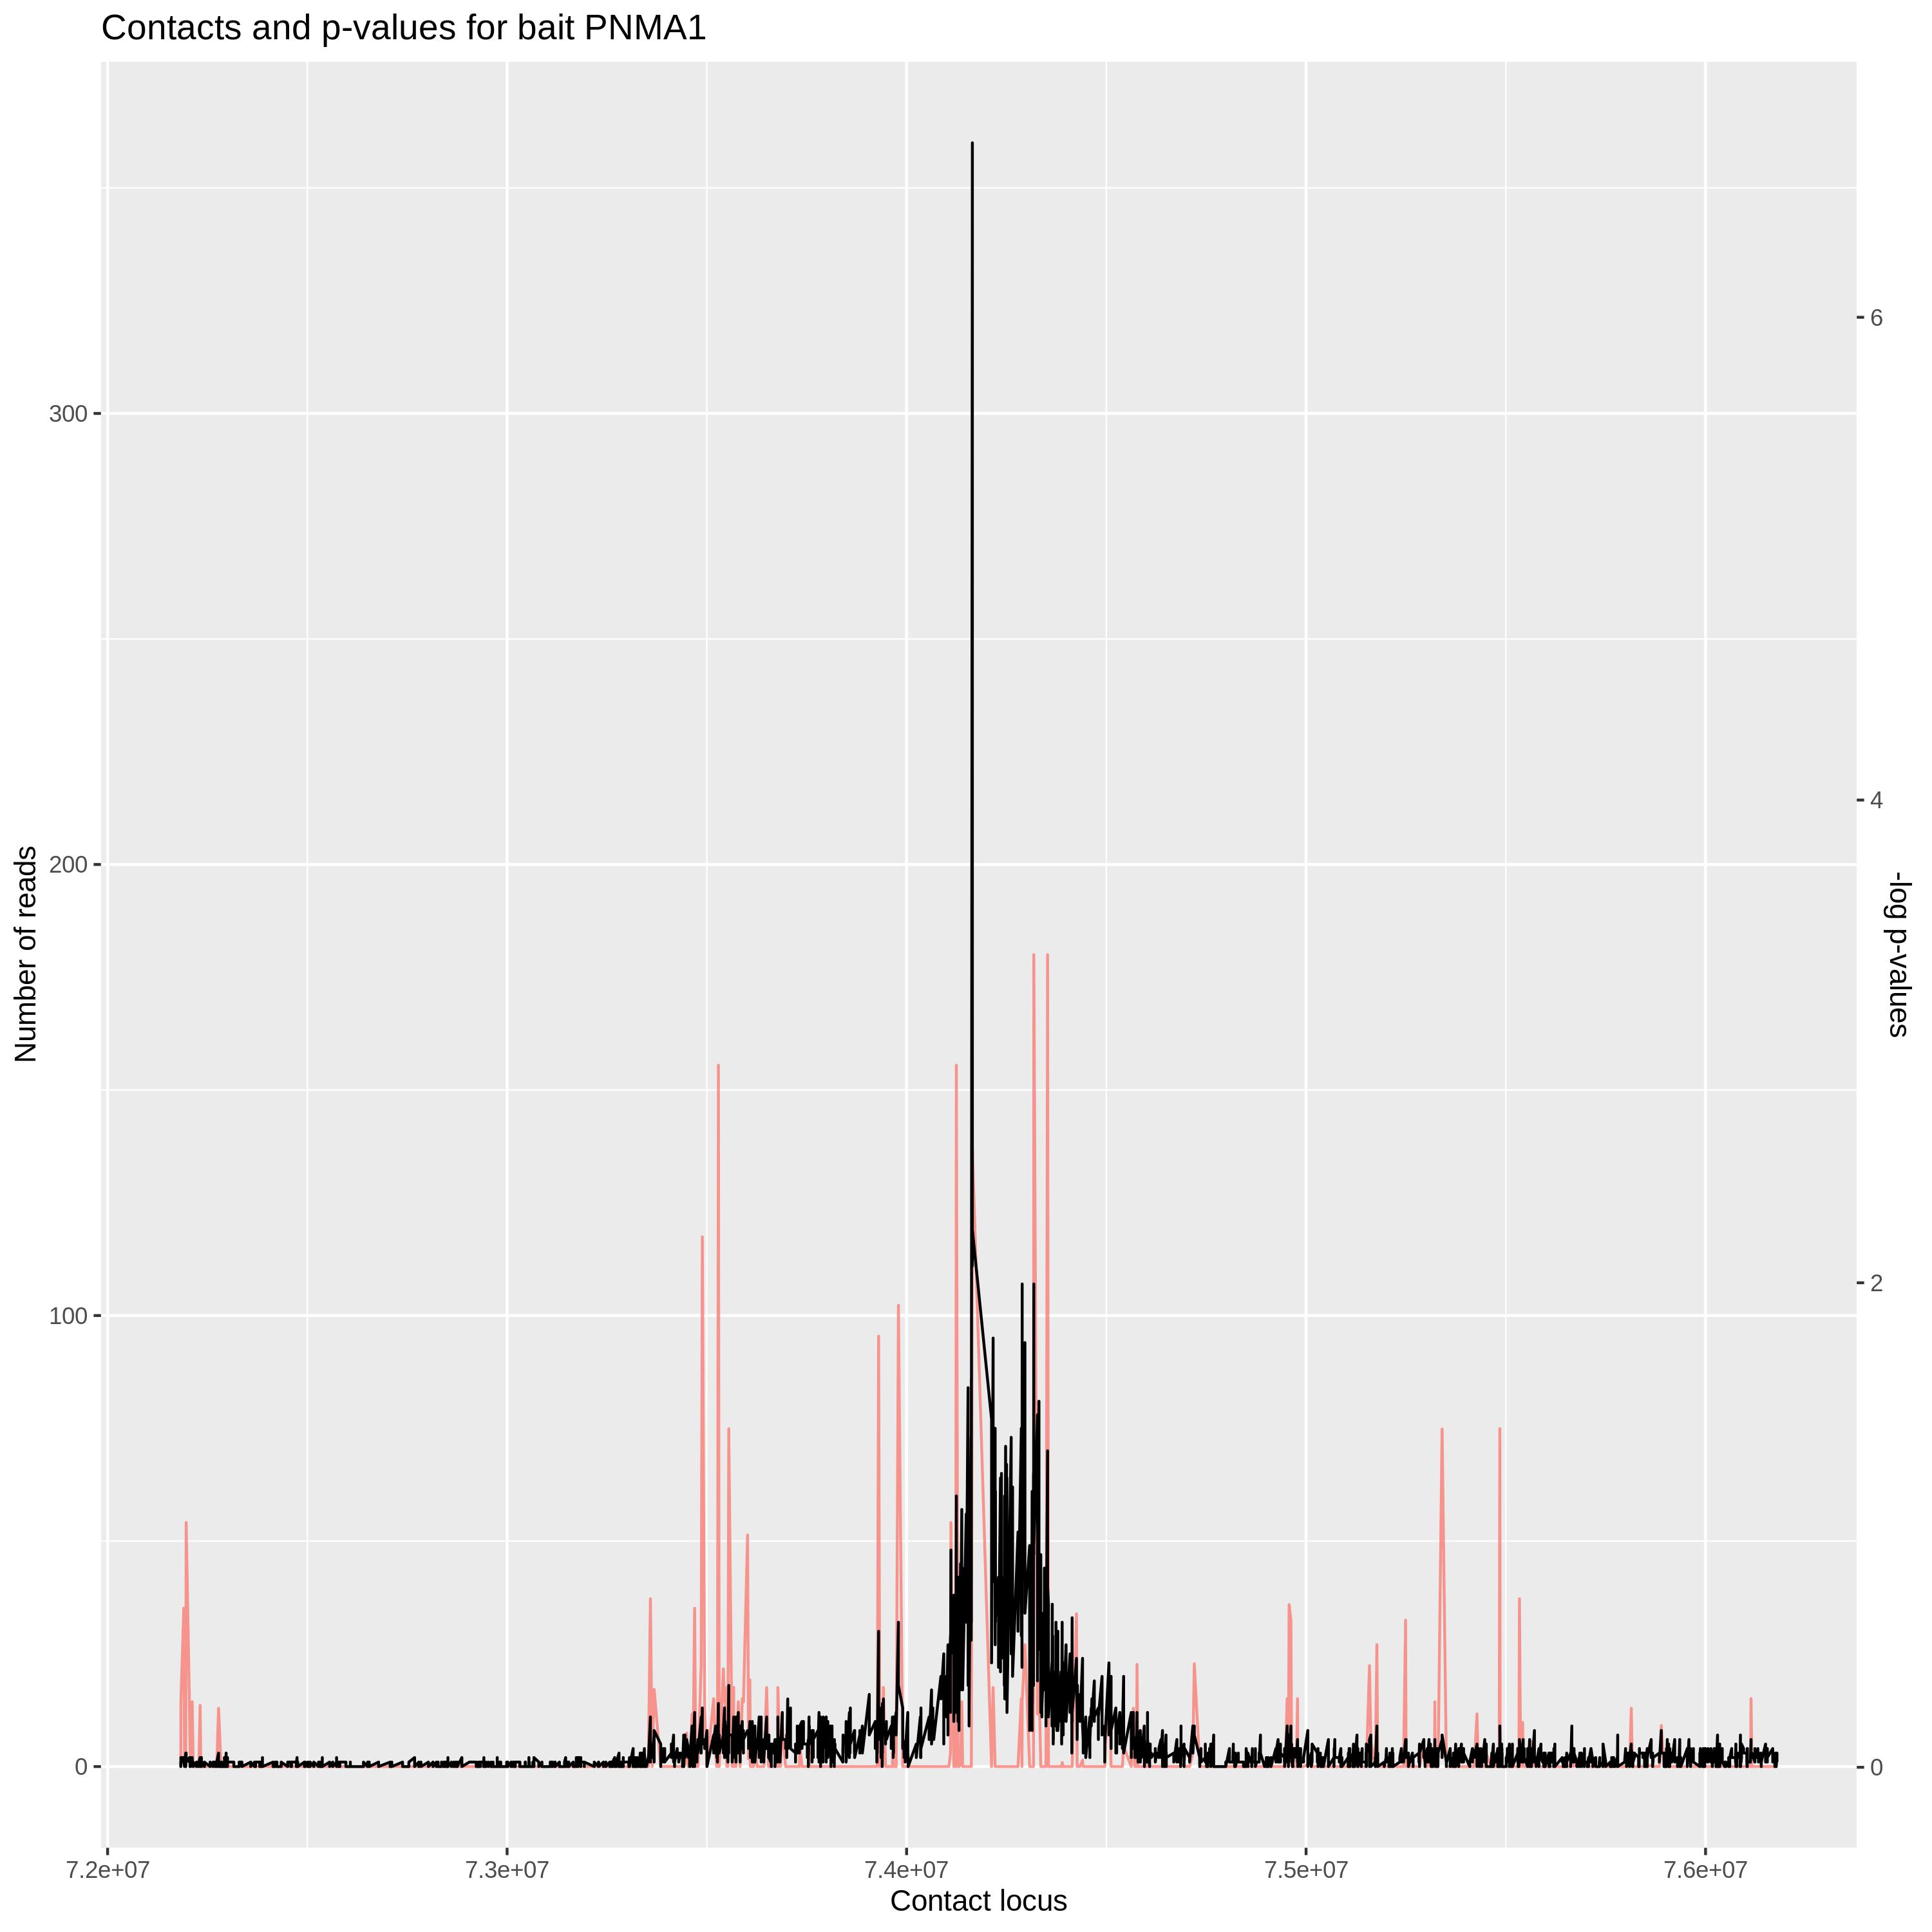 Contacts and p-values for bait PNMA1
Number of reads
300
200
100
0
6
4
2
0
-log p-values
7.2e+07 7.3e+07 7.4e+07 7.5e+07 7.6e+07
Contact locus